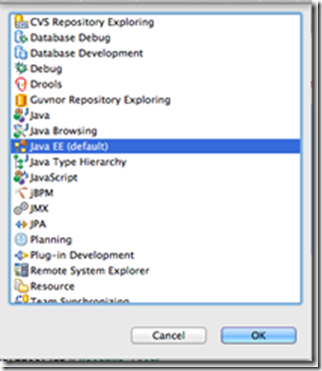 CVS Repository Exploring
Database Debug
Database Development
Debug
Drools
Guvnor Repository Exploring
Java
Java Browsing
Java EE (default)
Java Type Hierarchy
JavaScript
jBPM
JMX
JPA
Planning
Plug-in Development
Remote System Explorer
Resource
Team Synchronizing
Cancel
OK